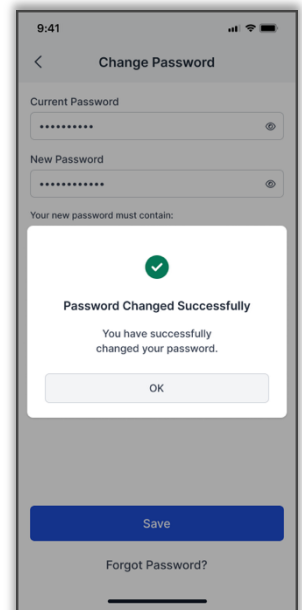 9:41
Change Password
Current Password
New Password
Your new password must contain:
Password Changed Successfully
You have successfully
changed your password.
OK
Save
Forgot Password?